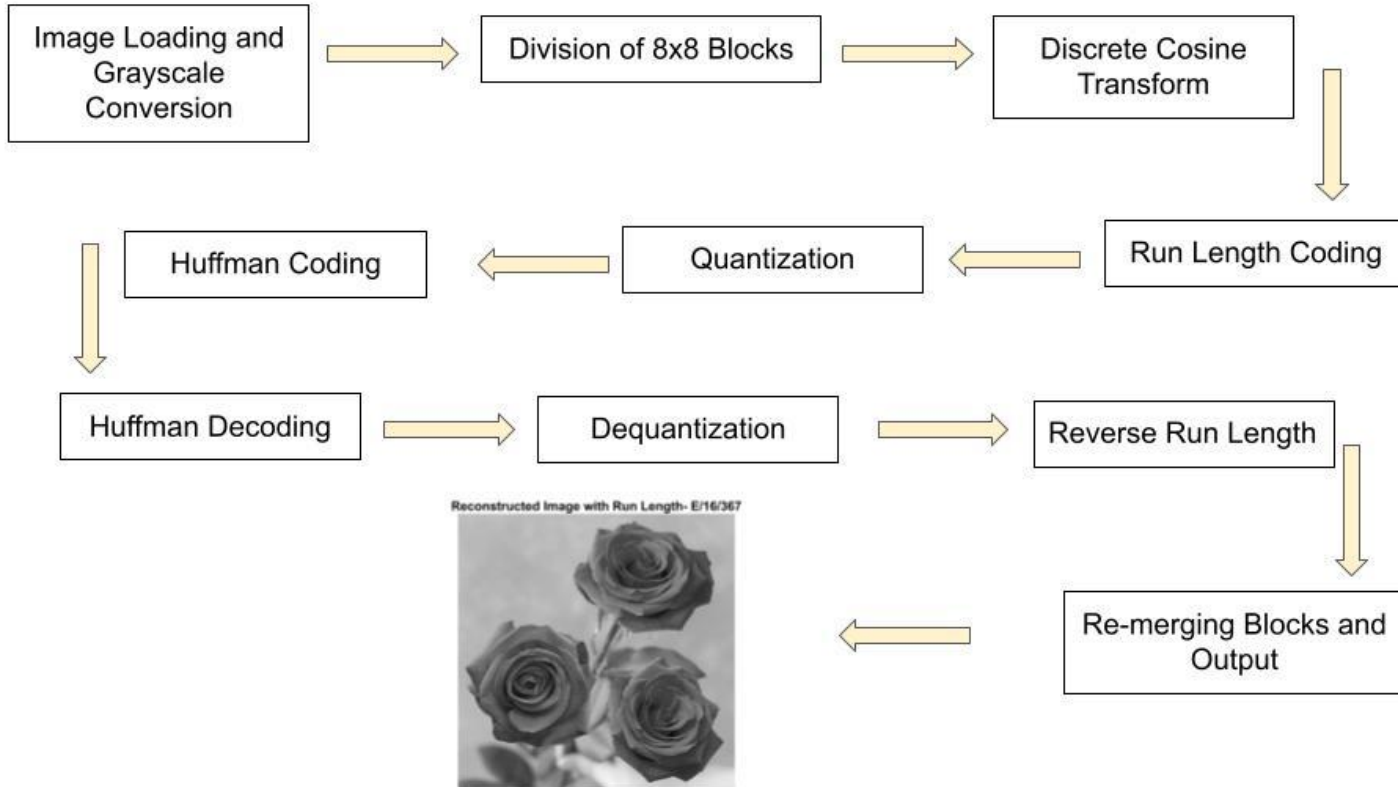 Image Loading and
Grayscale
Conversion
Division of 8x8 Blocks
Discrete Cosine
Transform
Run Length Coding
Quantization
Huffman Coding
Huffman Decoding
Dequantization
Reverse Run Length
Re-merging Blocks and
Output
Reconstructed Image with Run Length- E/16/367